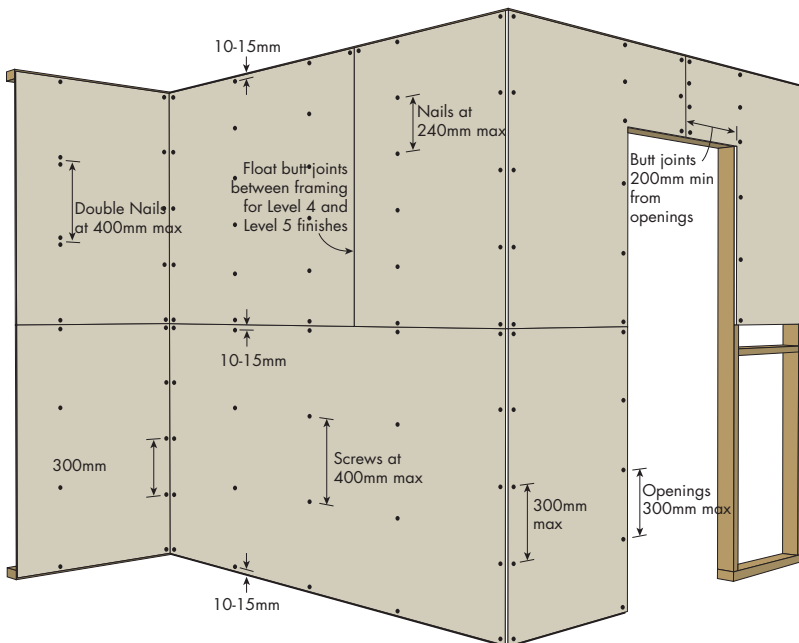 10-15mm
Nails at
240mm max
Float butt joints
between framing
for Level 4 and
Level 5 finishes
Butt joints
200mm min
from
openings
Double Nails
at 400mm max
10-15mm
300mm
Screws at
400mm max
300mm
max
Openings
300mm max
10-15mm